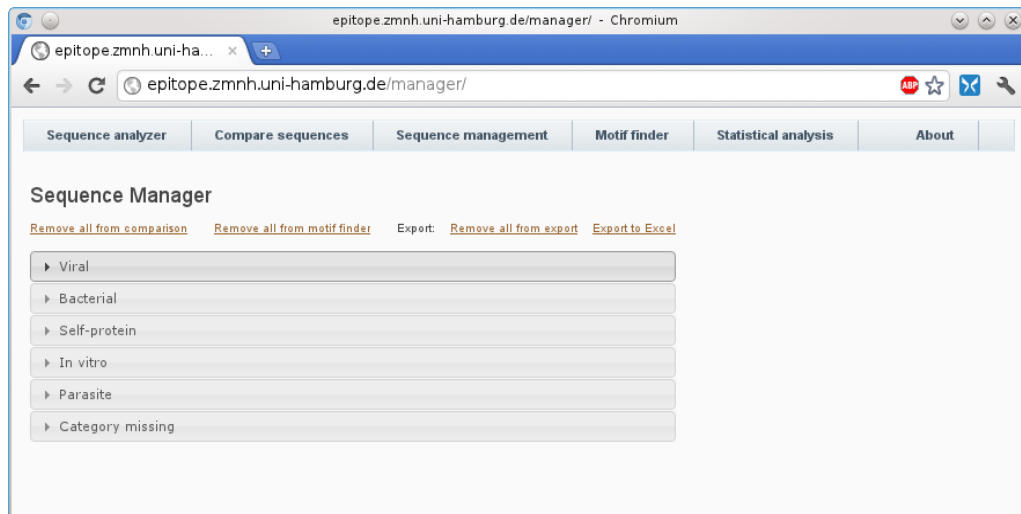 epitope.zmnh.uni-hamburg.de/manager/ - Chromium
epitope.zmnh.uni-ha...
epitope.zmnh.uni-hamburg.de/manager/
ABP
Sequence analyzer Compare sequences Sequence management Motif finder Statistical analysis About
Sequence Manager
Remove all from comparison Remove all from motif finder Export: Remove all from export Export to Excel
Viral
Bacterial
Self-protein
In vitro
Parasite
Category missing